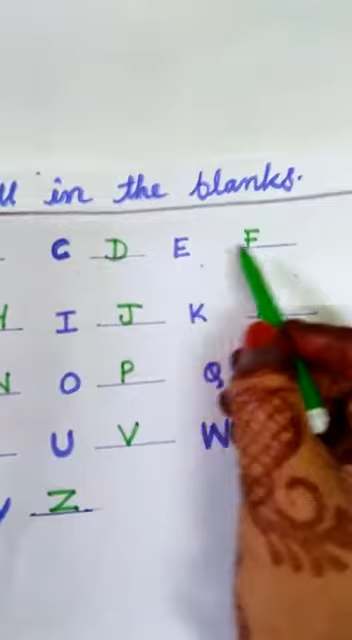 in the blanks.
C D E F
I J K
O P Q
U V W
Z